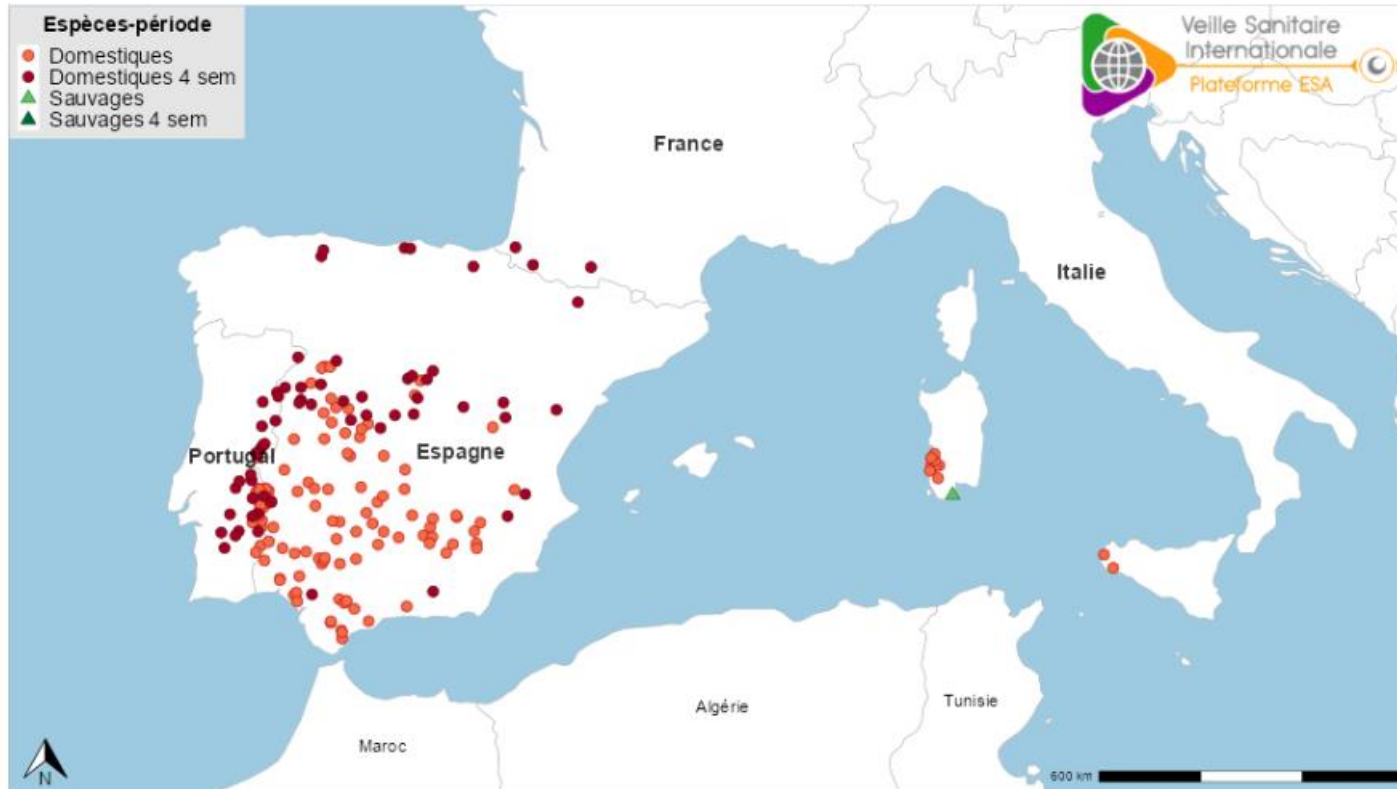 Espèces-période
Domestiques
Domestiques 4 sem
Sauvages
Sauvages 4 sem
Veille Sanitaire
Internationale
Plateforme ESA
France
Italie
Portugal
Espagne
Algérie
Tunisie
Maroc
N
600 km